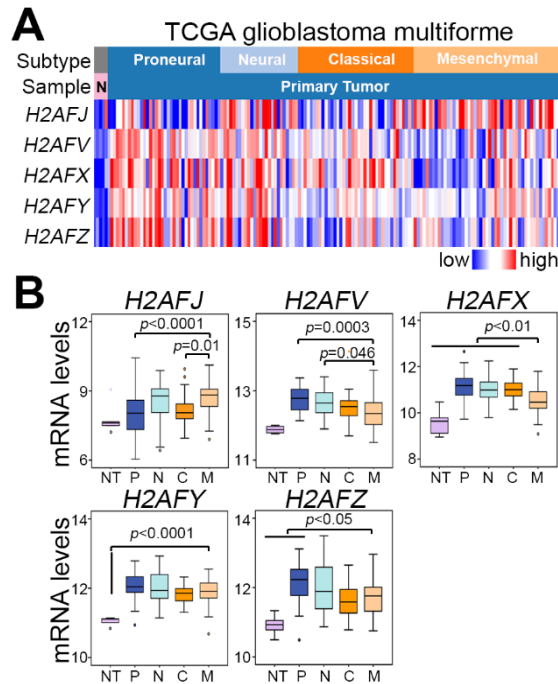 A
TCGA glioblastoma multiforme
Subtype Proneural Neural Classical Mesenchymal
Sample N Primary Tumor
H2AFJ
H2AFV
H2AFX
H2AFY
H2AFZ
low high
B
H2AFJ H2AFV H2AFX
mRNA levels
12
9
6
p<0.0001
p=0.01
NT P N C M
15
13
11
p=0.0003
p=0.046
NT P N C M
14
12
10
8
p<0.01
NT P N C M
H2AFY H2AFZ
mRNA levels
14
12
10
p<0.0001
NT P N C M
14
12
10
p<0.05
NT P N C M